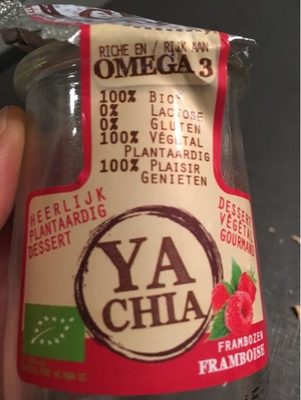 RICHE EN / RIJK AAN
OMEGA 3
100% BIO
0% LACTOSE
0% GLUTEN
100% VÉGÉTAL
PLANTAARDIG
100% PLAISIR
GENIETEN
HEERLIJK
PLANTAARDIG
DESSERT
DESSERT
VÉGÉTAL
GOURMAND
YA
CHIA
FRAMBOZEN
FRAMBOISE